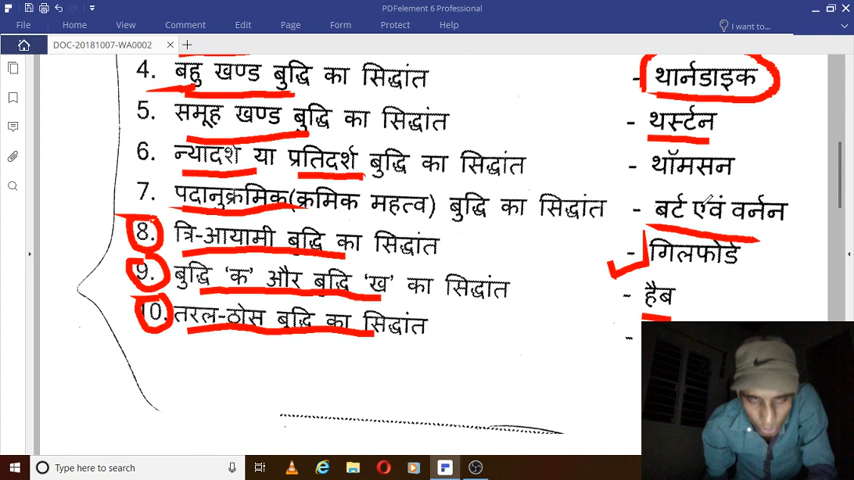 PDFelement 6 Professional
File Home View Comment Edit Page Form Protect I want to...
DOC-20181007-WA0002
4. बहु खण्ड बुद्धि का सिद्धांत - थार्नडाइक
5. समूह खण्ड बुद्धि का सिद्धांत - थर्स्टन
6. न्यादर्श या प्रतिदर्श बुद्धि का सिद्धांत - थॉमसन
7. पदानुक्रमिक(क्रमिक महत्व) बुद्धि का सिद्धांत - बर्ट एवं वर्नन
8. त्रि-आयामी बुद्धि का सिद्धांत - गिलफोर्ड
9. बुद्धि ‘क’ और बुद्धि ‘ख’ का सिद्धांत - हैब
10. तरल-ठोस बुद्धि का सिद्धांत -
Type here to search